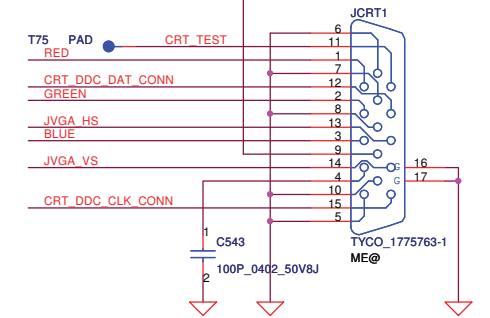 JCRT1
6
T75 PAD CRT_TEST 11
RED 1
7
CRT_DDC_DAT_CONN 12
GREEN 2
8
JVGA_HS 13
BLUE 3
9
JVGA_VS 14 G 16
4 G 17
10
CRT_DDC_CLK_CONN 15
5
1
C543 TYCO_1775763-1
ME@
100P_0402_50V8J
2